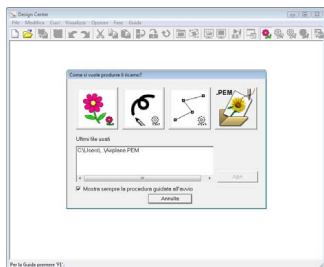 Design Center
File Modifica Cuci Visualizza Opzioni Fase Guida
Come si vuole produrre il ricamo?
.PEM
Ultimi file usati
C:\Users\...\Airplane.PEM
Apri
Mostra sempre la procedura guidata all'avvio
Annulla
Per la Guida premere 'F1'.